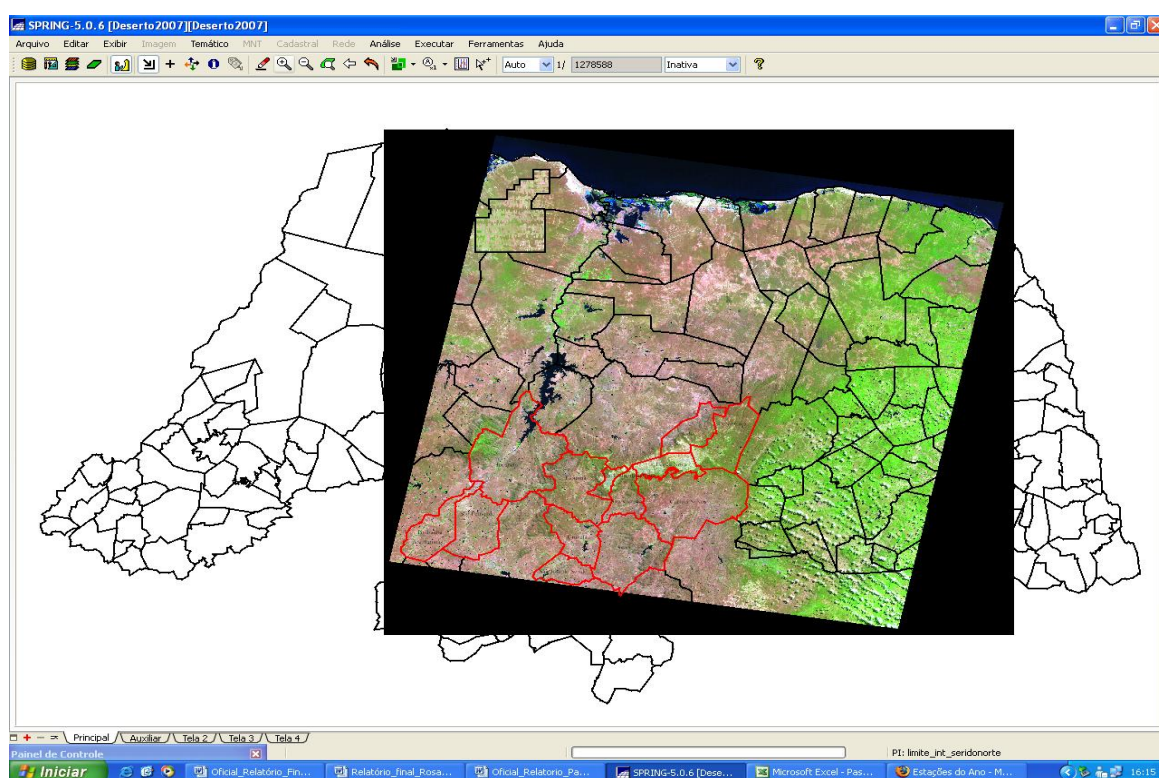 SPRING-5.0.6 [Deserto2007][Deserto2007]
Arquivo Editar Exibir Imagem Temático MNT Cadastral Rede Análise Executar Ferramentas Ajuda
Auto 1/ 1278588 Inativa
Principal Auxiliar Tela 2 Tela 3 Tela 4
Painel de Controle PI: limite_int_seridonorte
Iniciar Oficial_Relatório_Fin... Relatório_final_Rosa... Oficial_Relatorio_Pa... SPRING-5.0.6 [Dese... Microsoft Excel - Pas... Estações do Ano - M... 16:15